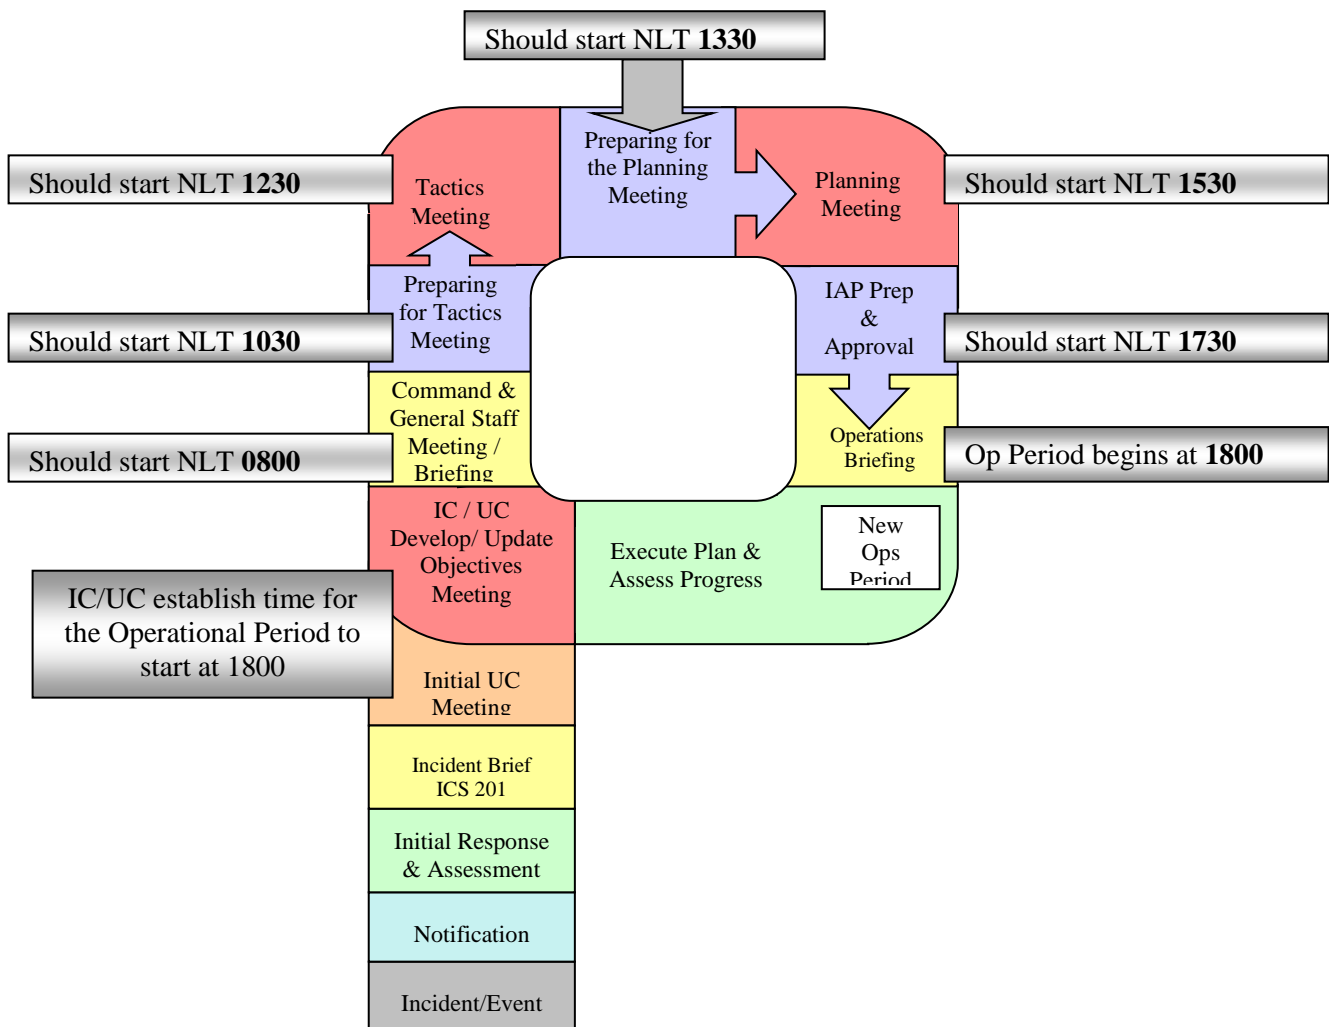 Should start NLT 1330
Preparing for
the Planning
Meeting
Should start NLT 1230
Tactics
Meeting
Planning
Meeting
Should start NLT 1530
Preparing
for Tactics
Meeting
IAP Prep
&
Approval
Should start NLT 1030
Should start NLT 1730
Command &
General Staff
Meeting /
Briefing
Operations
Briefing
Should start NLT 0800
Op Period begins at 1800
IC / UC
Develop/ Update
Objectives
Meeting
Execute Plan &
Assess Progress
New
Ops
Period
IC/UC establish time for
the Operational Period to
start at 1800
Initial UC
Meeting
Incident Brief
ICS 201
Initial Response
& Assessment
Notification
Incident/Event